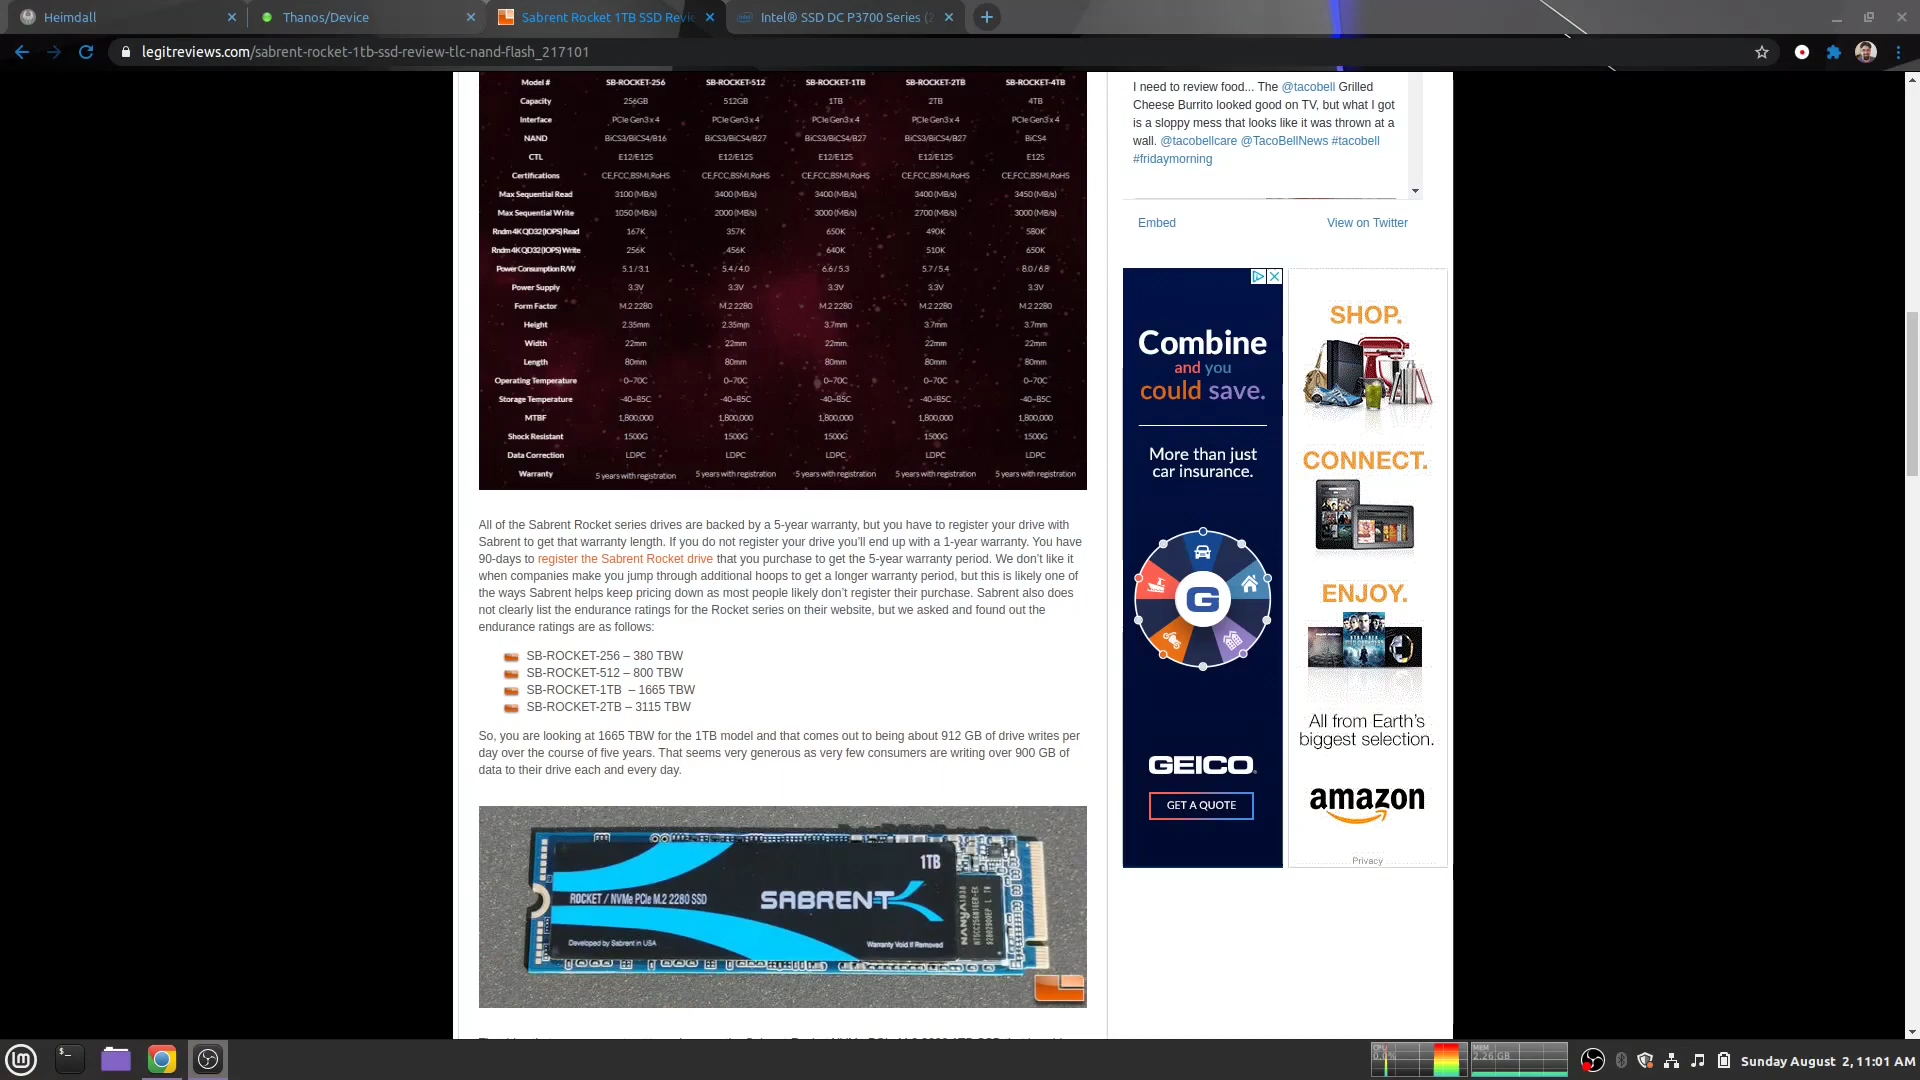 Heimdall
Thanos/Device
Sabrent Rocket 1TB SSD Revie
Intel® SSD DC P3700 Series (2
legitreviews.com/sabrent-rocket-1tb-ssd-review-tlc-nand-flash_217101
Model # SB-ROCKET-256 SB-ROCKET-512 SB-ROCKET-1TB SB-ROCKET-2TB SB-ROCKET-4TB
Capacity 256GB 512GB 1TB 2TB 4TB
Interface PCIe Gen3 x 4 PCIe Gen3 x 4 PCIe Gen3 x 4 PCIe Gen3 x 4 PCIe Gen3 x 4
NAND BiCS3/BiCS4/B16 BiCS3/BiCS4/B27 BiCS3/BiCS4/B27 BiCS3/BiCS4/B27 BiCS4
CTL E12/E12S E12/E12S E12/E12S E12/E12S E12S
Certifications CE,FCC,BSMI,RoHS CE,FCC,BSMI,RoHS CE,FCC,BSMI,RoHS CE,FCC,BSMI,RoHS CE,FCC,BSMI,RoHS
Max Sequential Read 3100 (MB/s) 3400 (MB/s) 3400 (MB/s) 3400 (MB/s) 3450 (MB/s)
Max Sequential Write 1050 (MB/s) 2000 (MB/s) 3000 (MB/s) 2700 (MB/s) 3000 (MB/s)
Rndm 4K QD32 (IOPS) Read 167K 357K 650K 490K 580K
Rndm 4K QD32 (IOPS) Write 256K 456K 640K 510K 650K
Power Consumption R/W 5.1 / 3.1 5.4 / 4.0 6.6 / 5.3 5.7 / 5.4 8.0 / 6.8
Power Supply 3.3V 3.3V 3.3V 3.3V 3.3V
Form Factor M.2 2280 M.2 2280 M.2 2280 M.2 2280 M.2 2280
Height 2.35mm 2.35mm 3.7mm 3.7mm 3.7mm
Width 22mm 22mm 22mm 22mm 22mm
Length 80mm 80mm 80mm 80mm 80mm
Operating Temperature 0~70C 0~70C 0~70C 0~70C 0~70C
Storage Temperature -40~85C -40~85C -40~85C -40~85C -40~85C
MTBF 1,800,000 1,800,000 1,800,000 1,800,000 1,800,000
Shock Resistant 1500G 1500G 1500G 1500G 1500G
Data Correction LDPC LDPC LDPC LDPC LDPC
Warranty 5 years with registration 5 years with registration 5 years with registration 5 years with registration 5 years with registration
All of the Sabrent Rocket series drives are backed by a 5-year warranty, but you have to register your drive with
Sabrent to get that warranty length. If you do not register your drive you'll end up with a 1-year warranty. You have
90-days to register the Sabrent Rocket drive that you purchase to get the 5-year warranty period. We don't like it
when companies make you jump through additional hoops to get a longer warranty period, but this is likely one of
the ways Sabrent helps keep pricing down as most people likely don't register their purchase. Sabrent also does
not clearly list the endurance ratings for the Rocket series on their website, but we asked and found out the
endurance ratings are as follows:
SB-ROCKET-256 – 380 TBW
SB-ROCKET-512 – 800 TBW
SB-ROCKET-1TB – 1665 TBW
SB-ROCKET-2TB – 3115 TBW
So, you are looking at 1665 TBW for the 1TB model and that comes out to being about 912 GB of drive writes per
day over the course of five years. That seems very generous as very few consumers are writing over 900 GB of
data to their drive each and every day.
1TB
ROCKET / NVMe PCIe M.2 2280 SSD
SABRENT
Developed by Sabrent in USA
Warranty Void If Removed
I need to review food... The @tacobell Grilled
Cheese Burrito looked good on TV, but what I got
is a sloppy mess that looks like it was thrown at a
wall. @tacobellcare @TacoBellNews #tacobell
#fridaymorning
Embed
View on Twitter
Combine
and you
could save.
More than just
car insurance.
G
GEICO
GET A QUOTE
SHOP.
CONNECT.
ENJOY.
All from Earth's
biggest selection.
amazon
Privacy
CPU
0.0%
MEM
2.26 GB
Sunday August 2, 11:01 AM